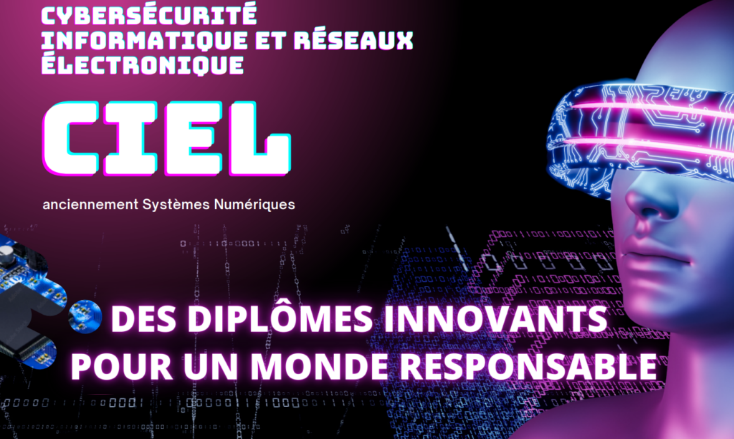 CYBERSÉCURITÉ
INFORMATIQUE ET RÉSEAUX
ÉLECTRONIQUE
CIEL
anciennement Systèmes Numériques
DES DIPLÔMES INNOVANTS
POUR UN MONDE RESPONSABLE